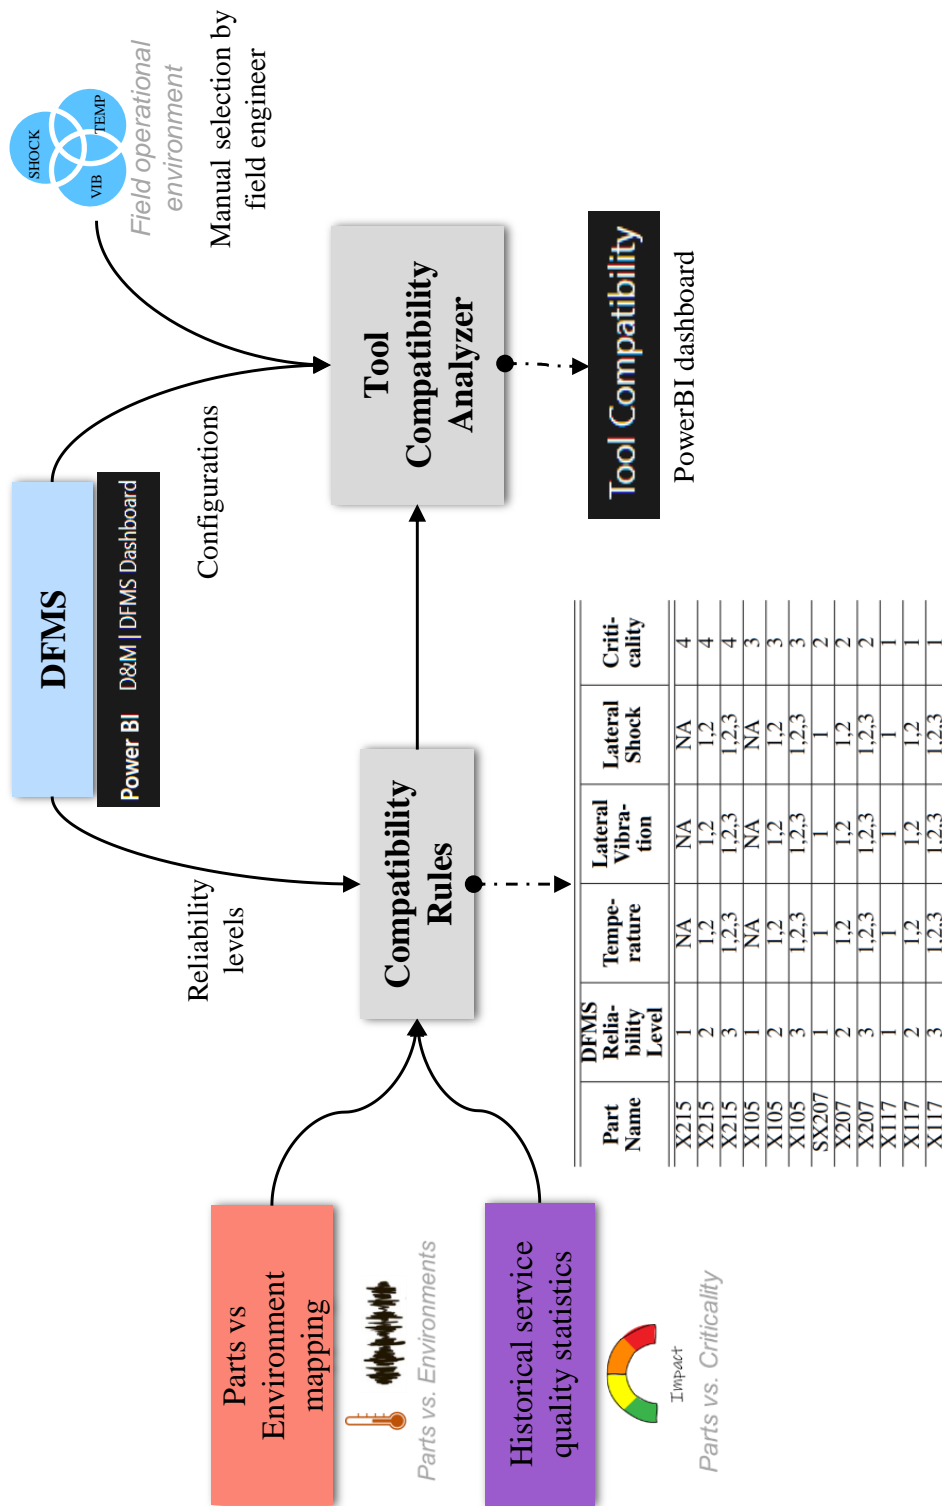 Parts vs
Environment
mapping
Parts vs. Environments
Historical service
quality statistics
Impact
Parts vs. Criticality
Reliability
levels
DFMS
Power BI D&M | DFMS Dashboard
Configurations
SHOCK
VIB
TEMP
Field operational
environment
Manual selection by
field engineer
Compatibility
Rules
Tool
Compatibility
Analyzer
Tool Compatibility
PowerBI dashboard
Part Name DFMS Relia-bility Level Tempe-rature Lateral Vibra-tion Lateral Shock Criti-cality
X215 1 NA NA NA 4
X215 2 1,2 1,2 1,2 4
X215 3 1,2,3 1,2,3 1,2,3 4
X105 1 NA NA NA 3
X105 2 1,2 1,2 1,2 3
X105 3 1,2,3 1,2,3 1,2,3 3
SX207 1 1 1 1 2
X207 2 1,2 1,2 1,2 2
X207 3 1,2,3 1,2,3 1,2,3 2
X117 1 1 1 1 1
X117 2 1,2 1,2 1,2 1
X117 3 1,2,3 1,2,3 1,2,3 1